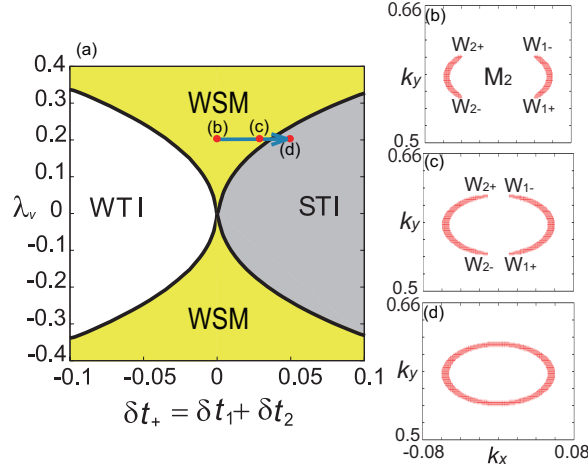 (a)
0.4
0.3
0.2
0.1
0
-0.1
-0.2
-0.3
-0.4
λv
WSM
(b) (c)
(d)
WTI
STI
WSM
-0.1 -0.05 0 0.05 0.1
δt+ = δt1 + δt2
0.66 (b)
W2+ W1-
ky M2
W2- W1+
0.5
0.66 (c)
W2+ W1-
ky
W2- W1+
0.5
0.66 (d)
ky
0.5
-0.08 kx 0.08